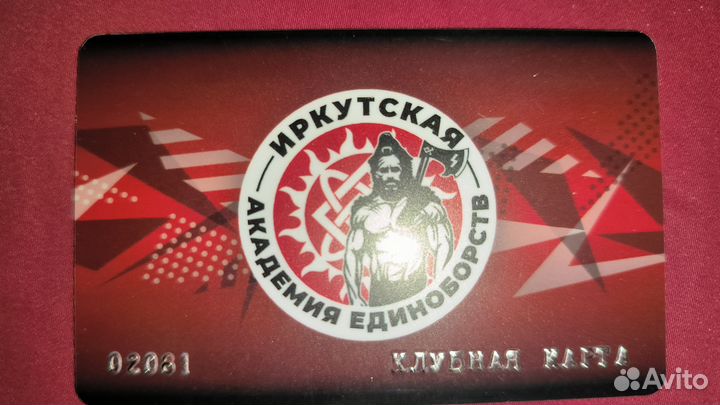 ИРКУТСКАЯ
АКАДЕМИЯ ЕДИНОБОРСТВ
02081 КЛУБНАЯ КАРТА
Avito